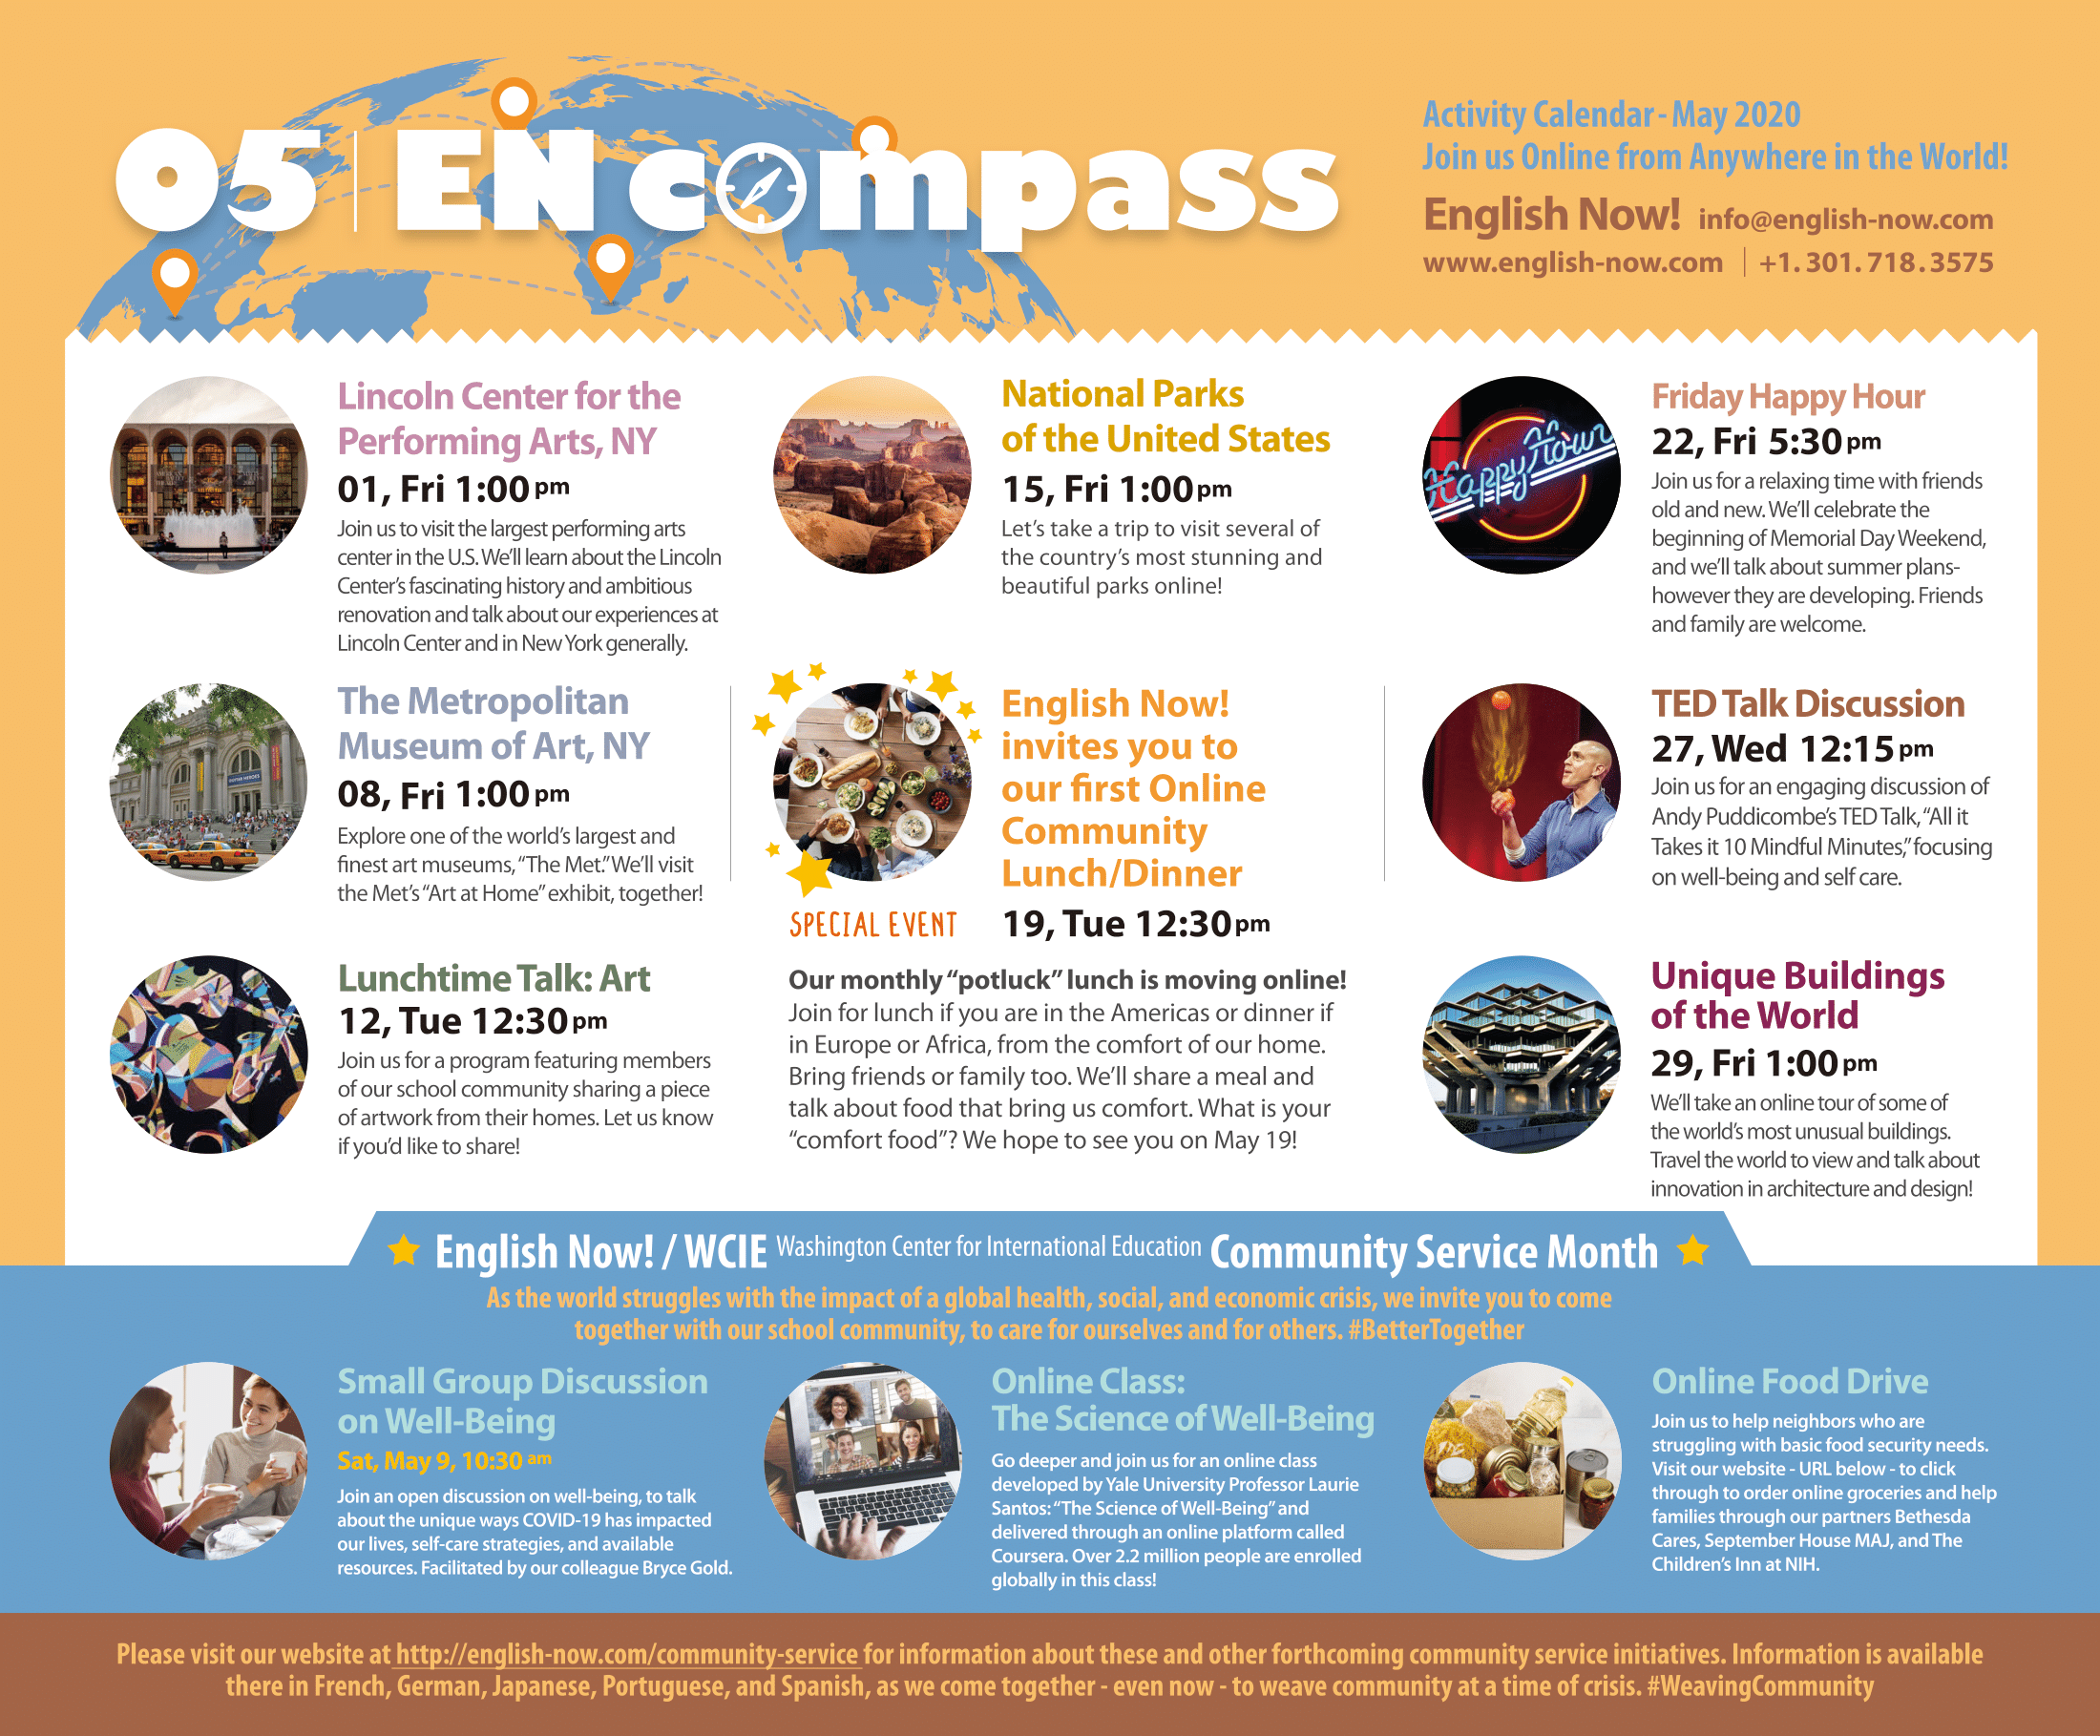 05 | EN compass
Activity Calendar - May 2020
Join us Online from Anywhere in the World!
English Now! info@english-now.com
www.english-now.com | +1. 301. 718. 3575
Lincoln Center for the
Performing Arts, NY
01, Fri 1:00 pm
Join us to visit the largest performing arts
center in the U.S. We'll learn about the Lincoln
Center's fascinating history and ambitious
renovation and talk about our experiences at
Lincoln Center and in New York generally.
The Metropolitan
Museum of Art, NY
08, Fri 1:00 pm
Explore one of the world's largest and
finest art museums, "The Met." We'll visit
the Met's "Art at Home" exhibit, together!
Lunchtime Talk: Art
12, Tue 12:30 pm
Join us for a program featuring members
of our school community sharing a piece
of artwork from their homes. Let us know
if you'd like to share!
National Parks
of the United States
15, Fri 1:00 pm
Let's take a trip to visit several of
the country's most stunning and
beautiful parks online!
SPECIAL EVENT
English Now!
invites you to
our first Online
Community
Lunch/Dinner
19, Tue 12:30 pm
Our monthly "potluck" lunch is moving online!
Join for lunch if you are in the Americas or dinner if
in Europe or Africa, from the comfort of our home.
Bring friends or family too. We'll share a meal and
talk about food that bring us comfort. What is your
"comfort food"? We hope to see you on May 19!
Happy Hour
Friday Happy Hour
22, Fri 5:30 pm
Join us for a relaxing time with friends
old and new. We'll celebrate the
beginning of Memorial Day Weekend,
and we'll talk about summer plans-
however they are developing. Friends
and family are welcome.
TED Talk Discussion
27, Wed 12:15 pm
Join us for an engaging discussion of
Andy Puddicombe's TED Talk, "All it
Takes it 10 Mindful Minutes," focusing
on well-being and self care.
Unique Buildings
of the World
29, Fri 1:00 pm
We'll take an online tour of some of
the world's most unusual buildings.
Travel the world to view and talk about
innovation in architecture and design!
English Now! / WCIE Washington Center for International Education Community Service Month
As the world struggles with the impact of a global health, social, and economic crisis, we invite you to come
together with our school community, to care for ourselves and for others. #BetterTogether
Small Group Discussion
on Well-Being
Sat, May 9, 10:30 am
Join an open discussion on well-being, to talk
about the unique ways COVID-19 has impacted
our lives, self-care strategies, and available
resources. Facilitated by our colleague Bryce Gold.
Online Class:
The Science of Well-Being
Go deeper and join us for an online class
developed by Yale University Professor Laurie
Santos: "The Science of Well-Being" and
delivered through an online platform called
Coursera. Over 2.2 million people are enrolled
globally in this class!
Online Food Drive
Join us to help neighbors who are
struggling with basic food security needs.
Visit our website - URL below - to click
through to order online groceries and help
families through our partners Bethesda
Cares, September House MAJ, and The
Children's Inn at NIH.
Please visit our website at http://english-now.com/community-service for information about these and other forthcoming community service initiatives. Information is available
there in French, German, Japanese, Portuguese, and Spanish, as we come together - even now - to weave community at a time of crisis. #WeavingCommunity